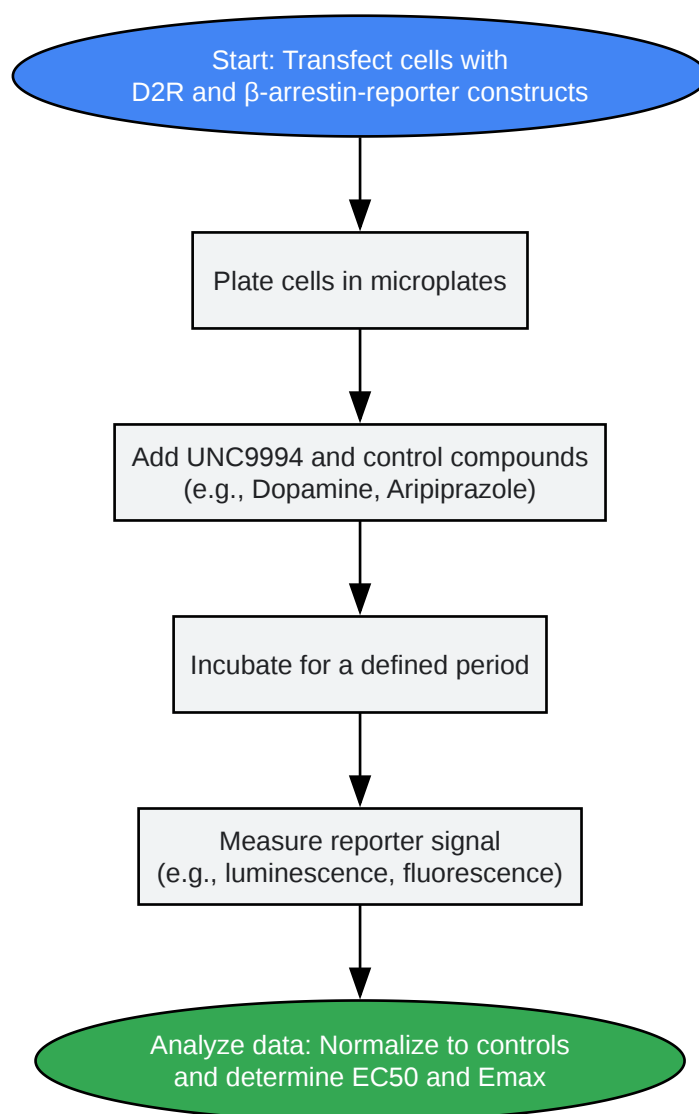 Start: Transfect cells with
D2R and β-arrestin-reporter constructs
Plate cells in microplates
Add UNC9994 and control compounds
(e.g., Dopamine, Aripiprazole)
Incubate for a defined period
Measure reporter signal
(e.g., luminescence, fluorescence)
Analyze data: Normalize to controls
and determine EC50 and Emax